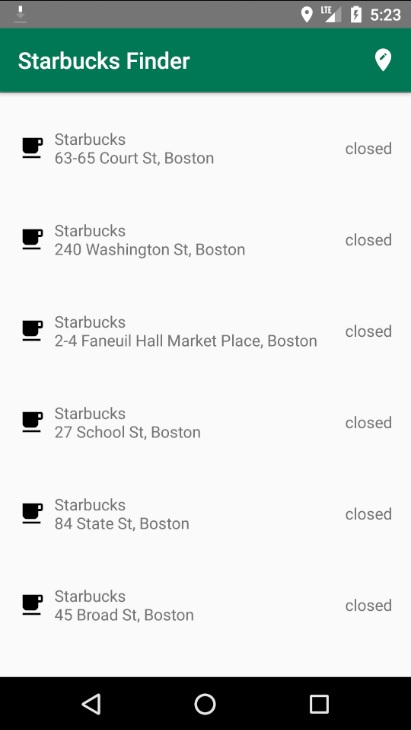 LTE 5:23
Starbucks Finder
Starbucks
63-65 Court St, Boston
closed
Starbucks
240 Washington St, Boston
closed
Starbucks
2-4 Faneuil Hall Market Place, Boston
closed
Starbucks
27 School St, Boston
closed
Starbucks
84 State St, Boston
closed
Starbucks
45 Broad St, Boston
closed